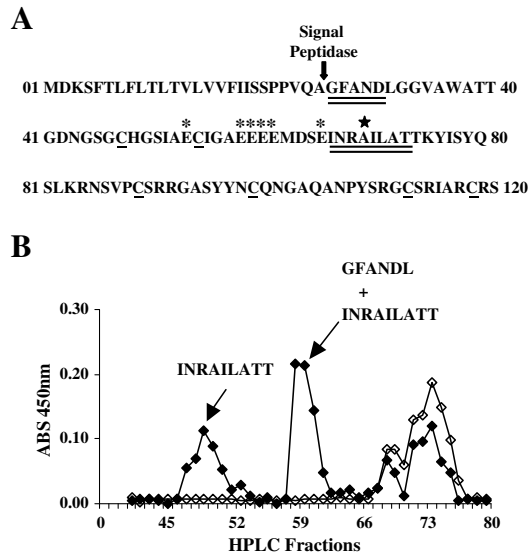 A
Signal
Peptidase
01 MDKSFTLFLTLTVLVVFIISSPPVQAGFANDLGGVAWATT 40
* **** * ★
41 GDNGSGCHGSIAECIGAEEEEMDSEINRAILATTKYISYQ 80
81 SLKRNSVPCSRRGASYYNCQNGAQANPYSRGCSRIARCRS 120
B
GFANDL
+
INRAILATT
INRAILATT
0.30
0.20
0.10
0.00
ABS 450nm
0 45 52 59 66 73 80
HPLC Fractions